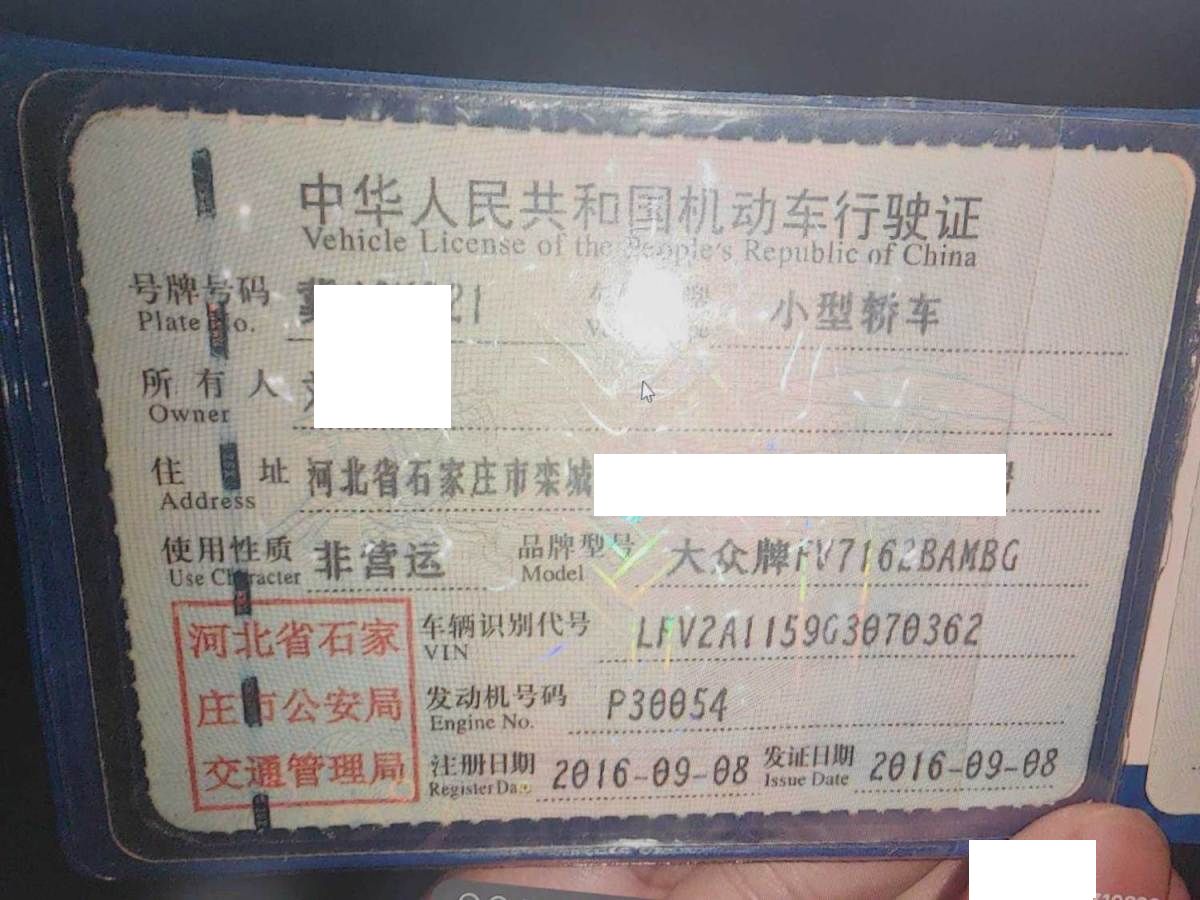 中华人民共和国机动车行驶证
Vehicle License of the People's Republic of China
号牌号码 冀 21 小型轿车
Plate No.
所有人
Owner
住址 河北省石家庄市栾城
Address
使用性质 非营运 品牌型号 大众牌FV7162BAMBG
Use Character Model
河北省石家 车辆识别代号 LFV2A1159G3070362
VIN
庄市公安局 发动机号码 P30054
Engine No.
交通管理局 注册日期 2016-09-08 发证日期 2016-09-08
Register Date Issue Date